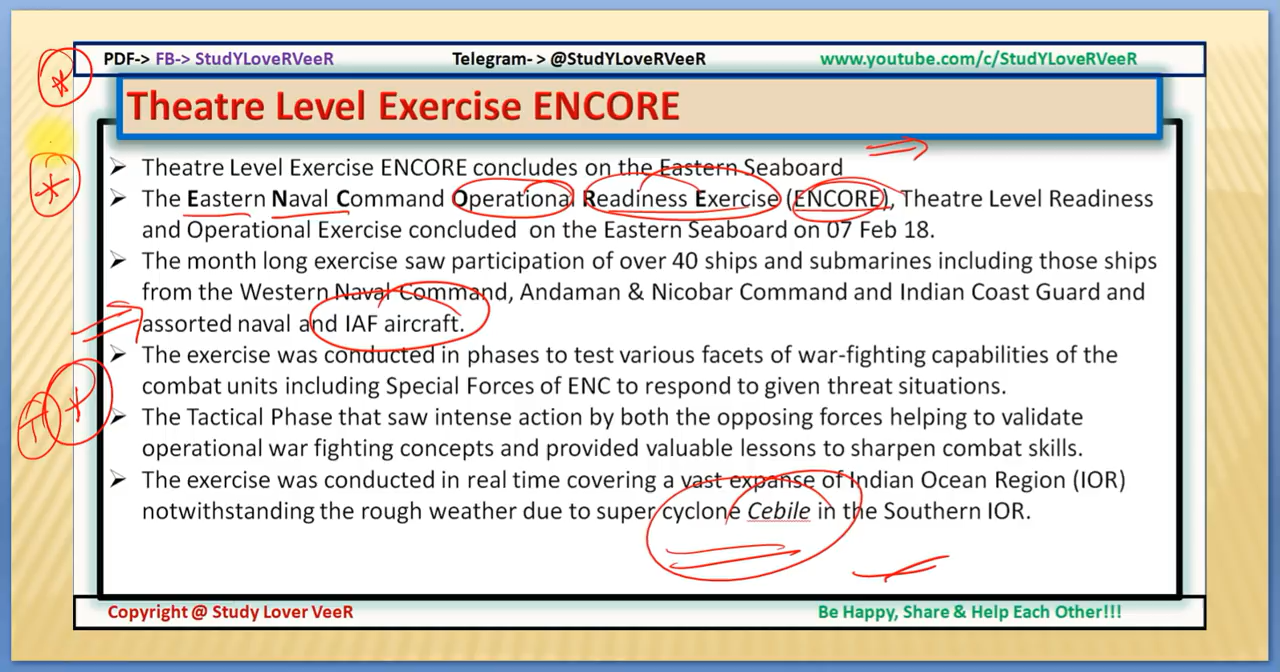 PDF-> FB-> StudYLoveRVeeR Telegram- > @StudYLoveRVeeR www.youtube.com/c/StudYLoveRVeeR
Theatre Level Exercise ENCORE
➢ Theatre Level Exercise ENCORE concludes on the Eastern Seaboard
➢ The Eastern Naval Command Operational Readiness Exercise (ENCORE), Theatre Level Readiness
and Operational Exercise concluded on the Eastern Seaboard on 07 Feb 18.
➢ The month long exercise saw participation of over 40 ships and submarines including those ships
from the Western Naval Command, Andaman & Nicobar Command and Indian Coast Guard and
assorted naval and IAF aircraft.
➢ The exercise was conducted in phases to test various facets of war-fighting capabilities of the
combat units including Special Forces of ENC to respond to given threat situations.
➢ The Tactical Phase that saw intense action by both the opposing forces helping to validate
operational war fighting concepts and provided valuable lessons to sharpen combat skills.
➢ The exercise was conducted in real time covering a vast expanse of Indian Ocean Region (IOR)
notwithstanding the rough weather due to super cyclone Cebile in the Southern IOR.
Copyright @ Study Lover VeeR Be Happy, Share & Help Each Other!!!